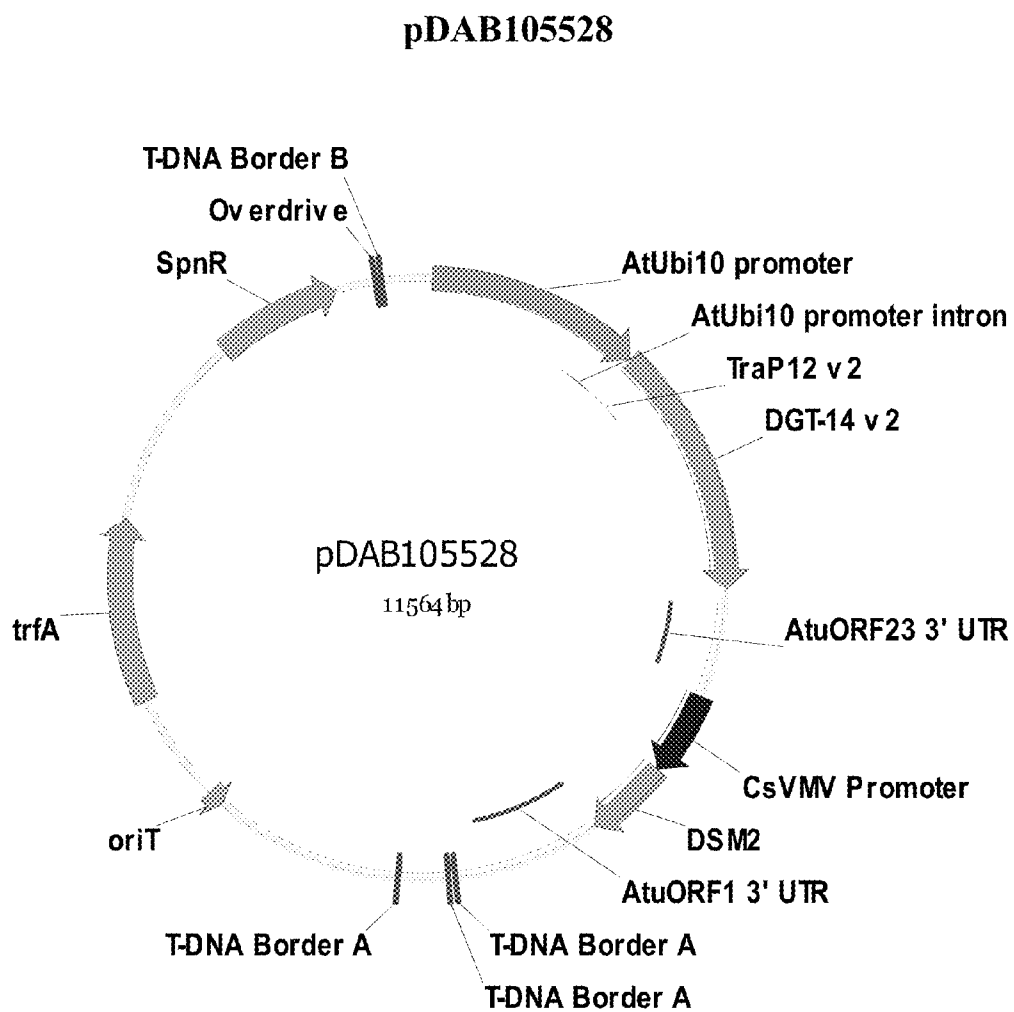 pDAB105528
T-DNA Border B
Overdrive
SpnR
AtUbi10 promoter
AtUbi10 promoter intron
TraP12 v2
DGT-14 v2
pDAB105528
11564 bp
trfA
AtuORF23 3' UTR
CsVMV Promoter
oriT
DSM2
AtuORF1 3' UTR
T-DNA Border A
T-DNA Border A
T-DNA Border A